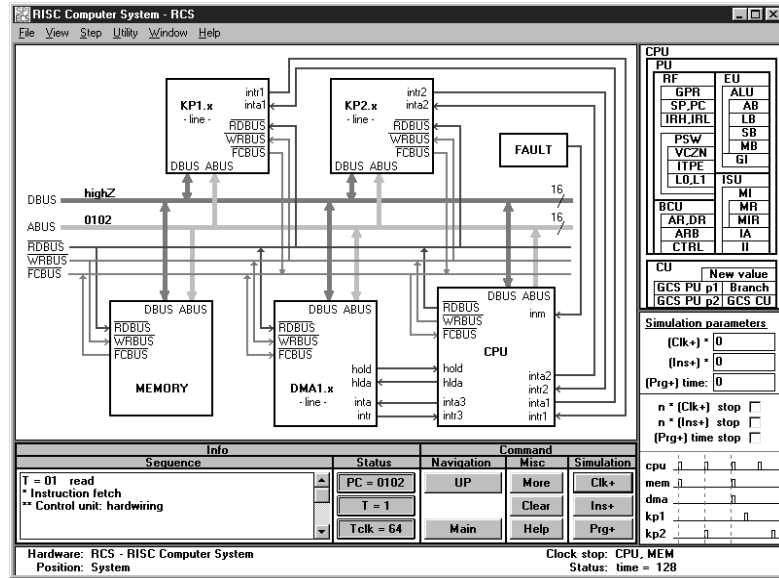 RISC Computer System - RCS
File View Step Utility Window Help
KP1.x
- line -
intr1
inta1
RDBUS
WRBUS
FCBUS
DBUS ABUS
KP2.x
- line -
intr2
inta2
RDBUS
WRBUS
FCBUS
DBUS ABUS
FAULT
DBUS highZ 16
ABUS 0102 16
RDBUS
WRBUS
FCBUS
DBUS ABUS
RDBUS
WRBUS
FCBUS
MEMORY
DBUS ABUS
RDBUS
WRBUS
FCBUS
DMA1.x
- line -
hold
hlda
inta
intr
DBUS ABUS
RDBUS
WRBUS
FCBUS
inm
CPU
hold
hlda
inta3
intr3
inta2
intr2
inta1
intr1
CPU
PU
RF
GPR
SP,PC
IRH,IRL
PSW
VCZN
ITPE
L0,L1
BCU
AR,DR
ARB
CTRL
EU
ALU
AB
LB
SB
MB
GI
ISU
MI
MR
MIR
IA
II
CU
New value
GCS PU p1 Branch
GCS PU p2 GCS CU
Simulation parameters
(Clk+) * 0
(Ins+) * 0
(Prg+) time: 0
n * (Clk+) stop
n * (Ins+) stop
(Prg+) time stop
cpu
mem
dma
kp1
kp2
Info
Command
Sequence
Status
Navigation
Misc
Simulation
T = 01 read
* Instruction fetch
** Control unit: hardwiring
PC = 0102
T = 1
Tclk = 64
UP
Main
More
Clear
Help
Clk+
Ins+
Prg+
Hardware: RCS - RISC Computer System
Position: System
Clock stop: CPU, MEM
Status: time = 128